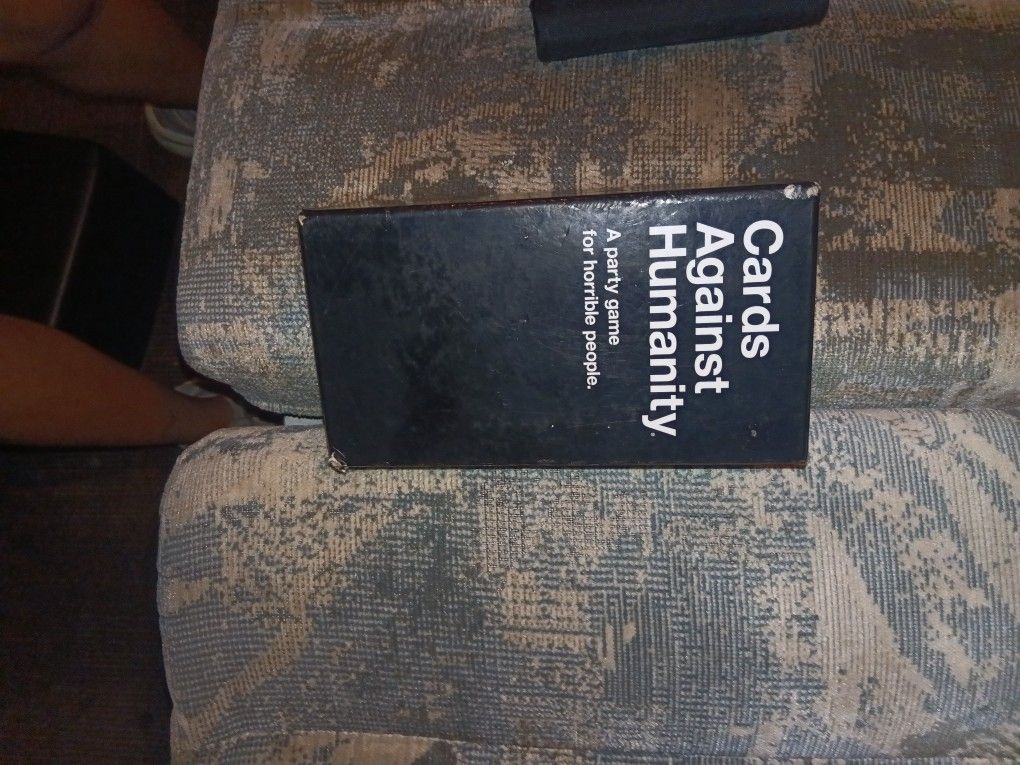 Cards
Against
Humanity.
A party game
for horrible people.